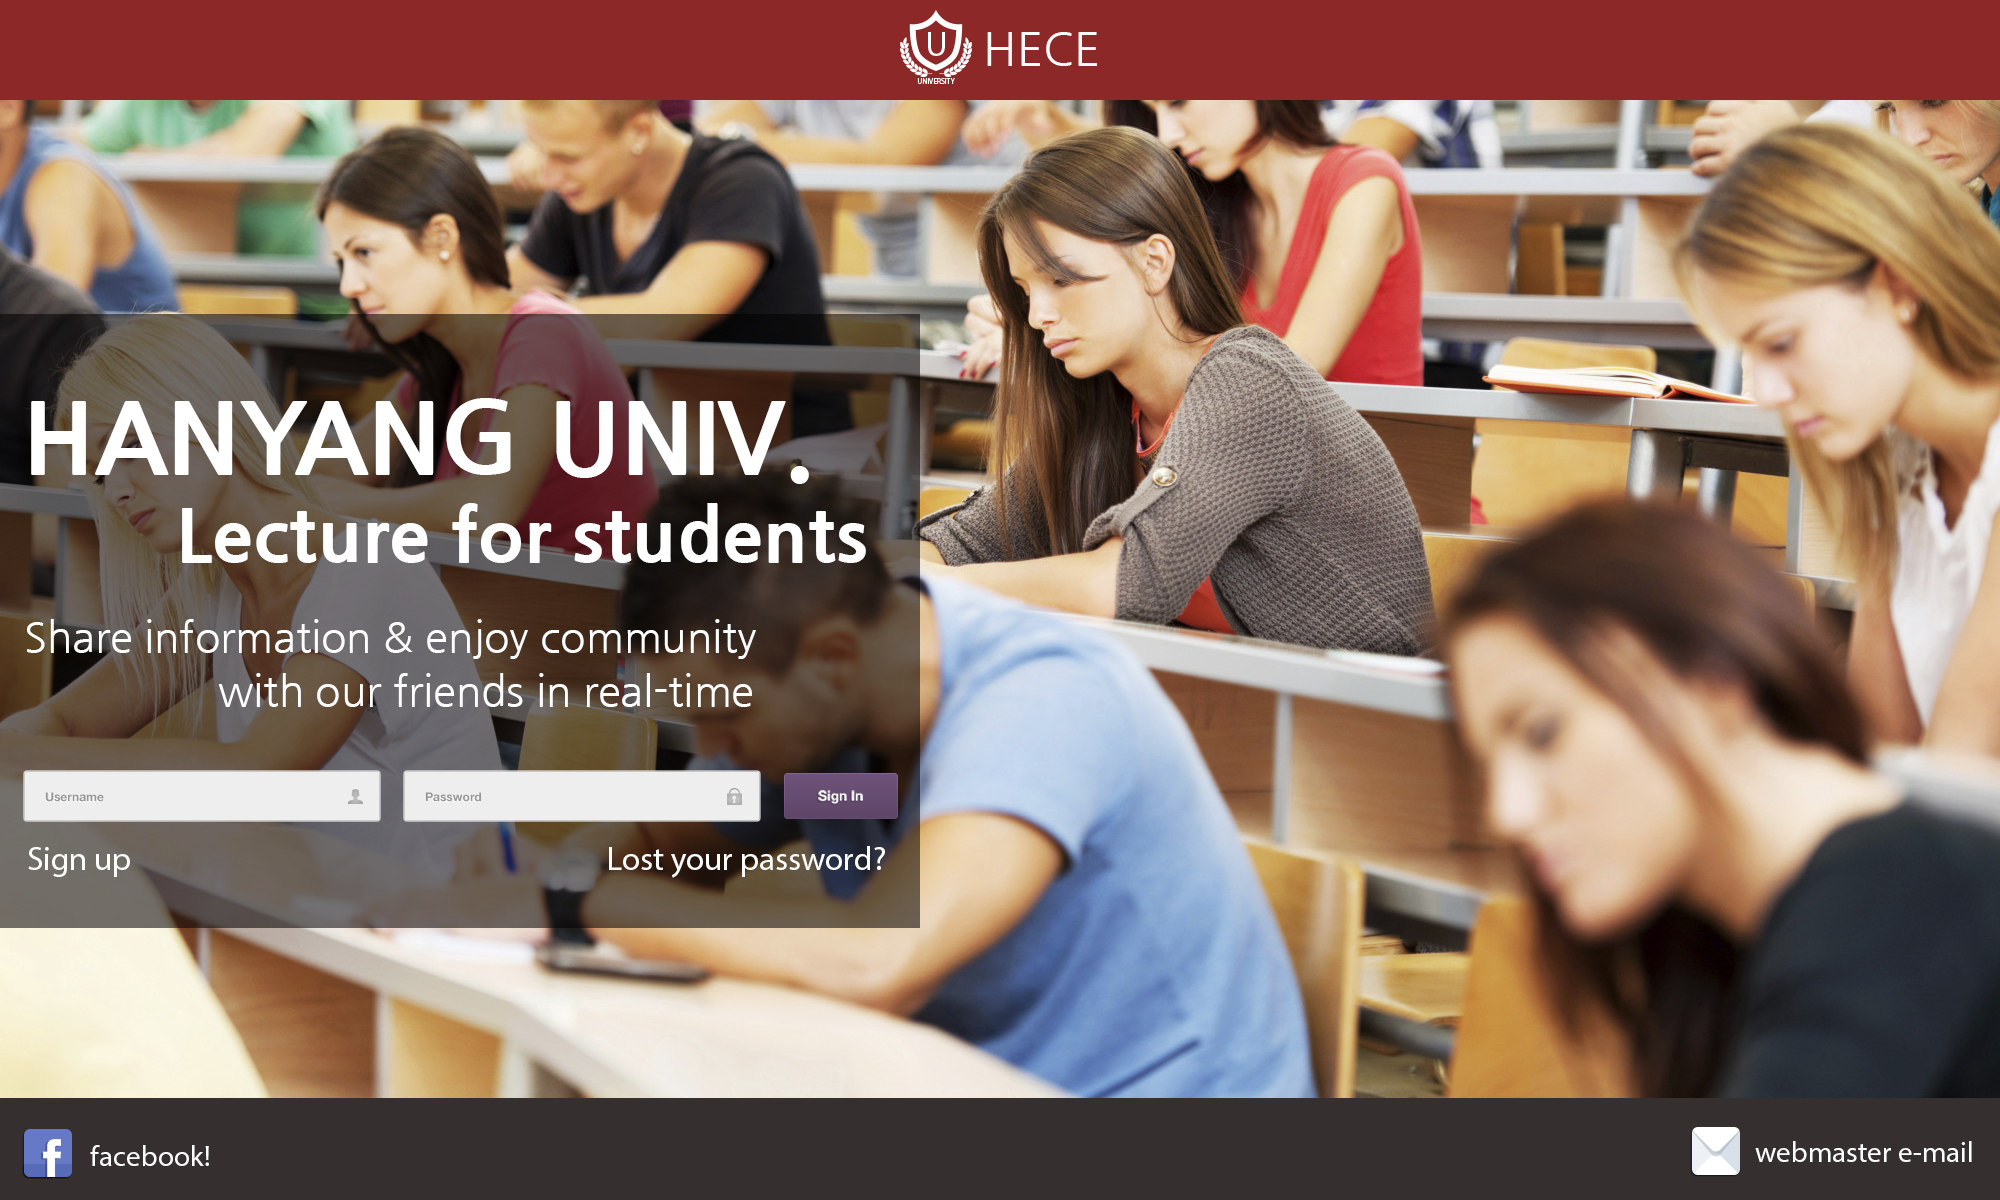 U
UNIVERSITY
HECE
HANYANG UNIV.
Lecture for students
Share information & enjoy community
with our friends in real-time
Username
Password
Sign In
Sign up
Lost your password?
f
facebook!
webmaster e-mail